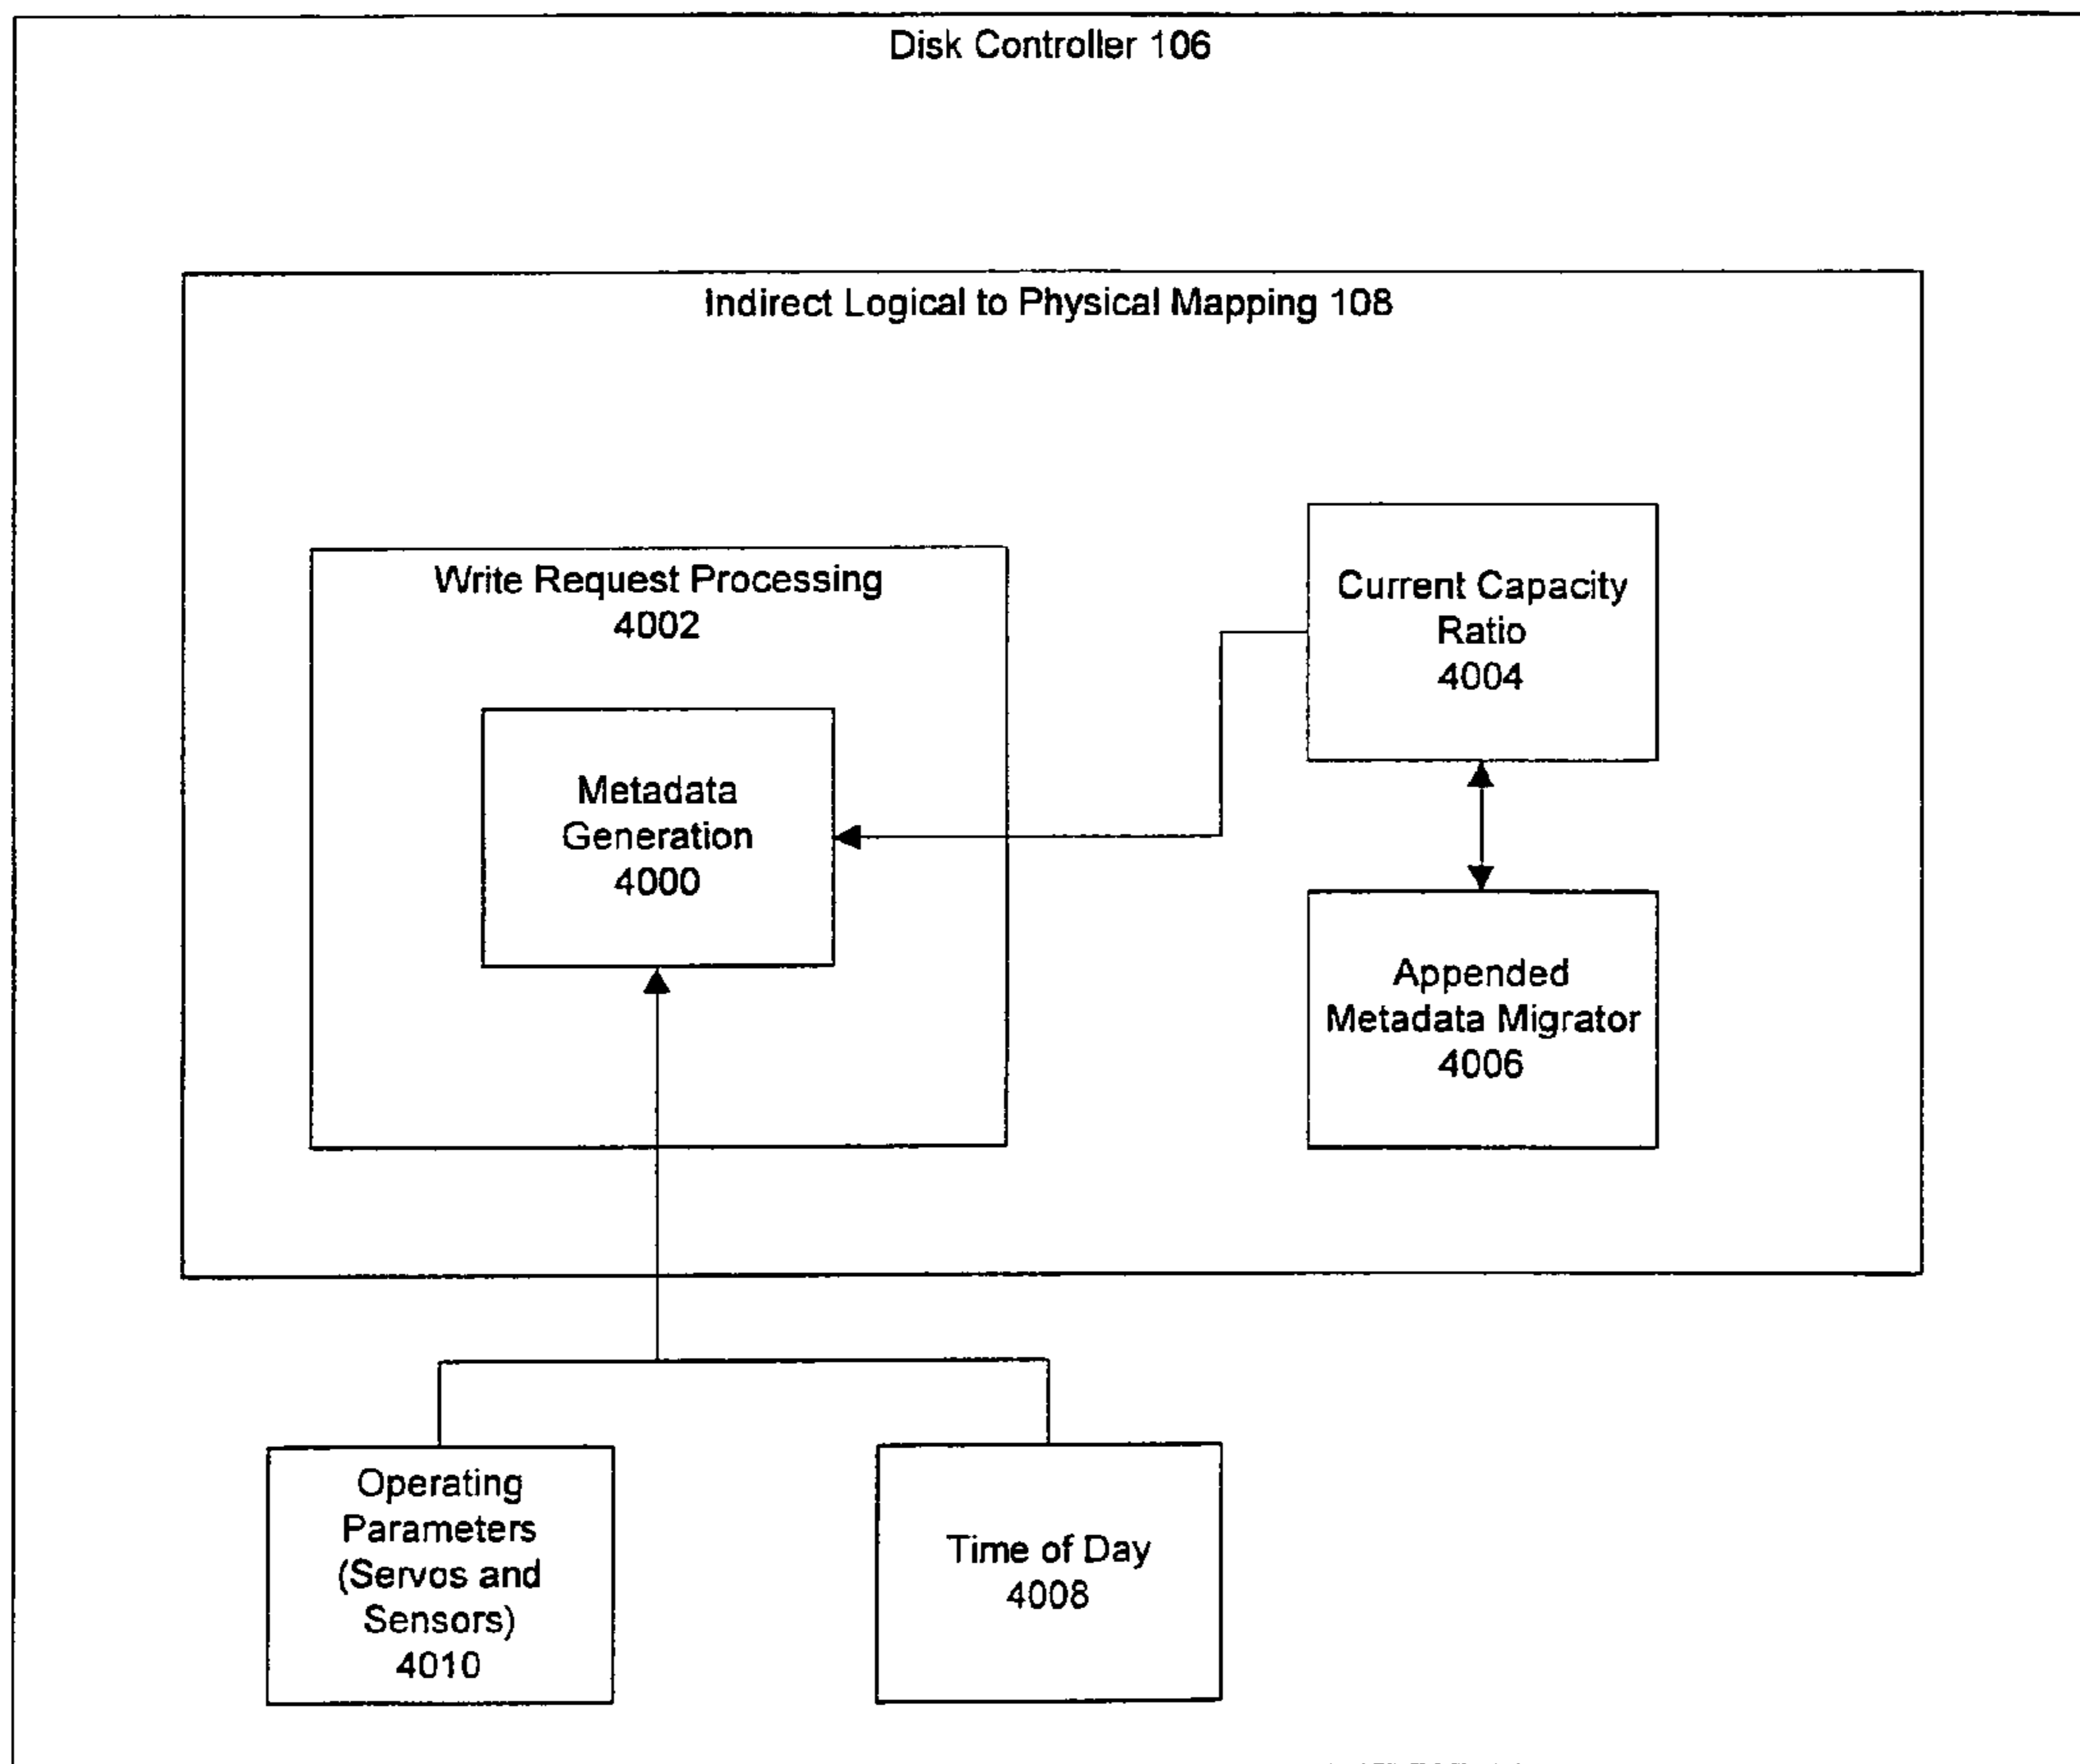 Disk Controller 106
Indirect Logical to Physical Mapping 108
Write Request Processing
4002
Current Capacity
Ratio
4004
Metadata
Generation
4000
Appended
Metadata Migrator
4006
Operating
Parameters
(Servos and
Sensors)
4010
Time of Day
4008